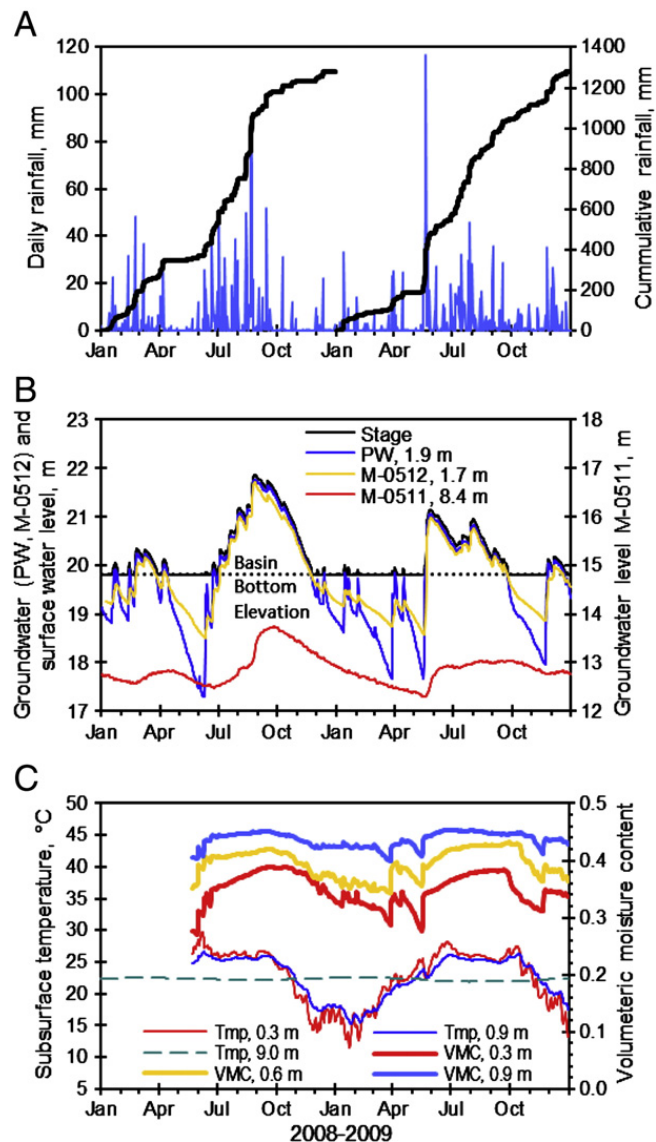 A
Daily rainfall, mm
120
100
80
60
40
20
0
1400
1200
1000
800
600
400
200
0
Cummulative rainfall, mm
Jan Apr Jul Oct Jan Apr Jul Oct
B
Groundwater (PW, M-0512) and
surface water level, m
23
22
21
20
19
18
17
Stage
PW, 1.9 m
M-0512, 1.7 m
M-0511, 8.4 m
Basin
Bottom
Elevation
18
17
16
15
14
13
12
Groundwater level M-0511, m
Jan Apr Jul Oct Jan Apr Jul Oct
C
Subsurface temperature, °C
50
45
40
35
30
25
20
15
10
5
Tmp, 0.3 m Tmp, 0.9 m
Tmp, 9.0 m VMC, 0.3 m
VMC, 0.6 m VMC, 0.9 m
0.5
0.4
0.3
0.2
0.1
0.0
Volumeteric moisture content
Jan Apr Jul Oct Jan Apr Jul Oct
2008-2009